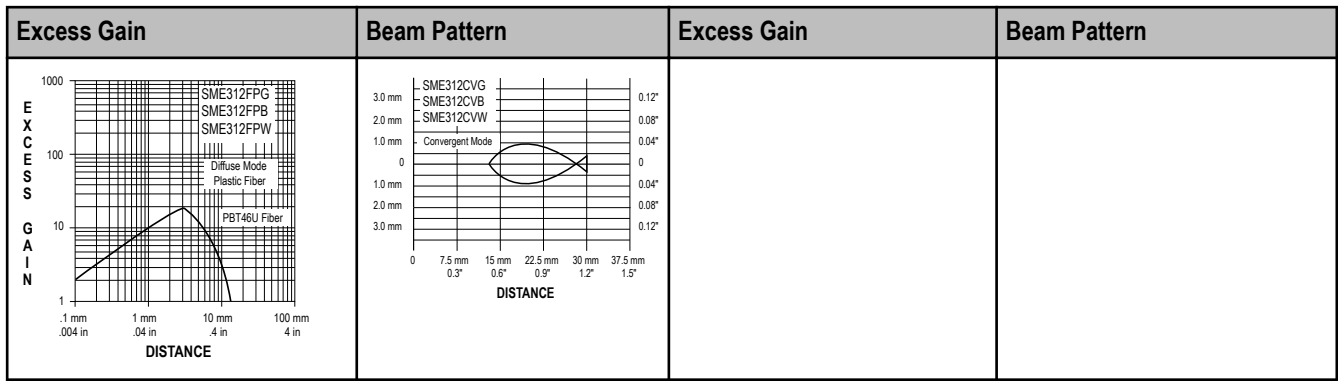 Excess Gain
Beam Pattern
Excess Gain
Beam Pattern
1000
100
10
1
E
X
C
E
S
S
G
A
I
N
SME312FPG
SME312FPB
SME312FPW
Diffuse Mode
Plastic Fiber
PBT46U Fiber
.1 mm 1 mm 10 mm 100 mm
.004 in .04 in .4 in 4 in
DISTANCE
SME312CVG
SME312CVB
SME312CVW
Convergent Mode
3.0 mm
2.0 mm
1.0 mm
0
1.0 mm
2.0 mm
3.0 mm
0.12"
0.08"
0.04"
0
0.04"
0.08"
0.12"
0 7.5 mm 15 mm 22.5 mm 30 mm 37.5 mm
0.3" 0.6" 0.9" 1.2" 1.5"
DISTANCE